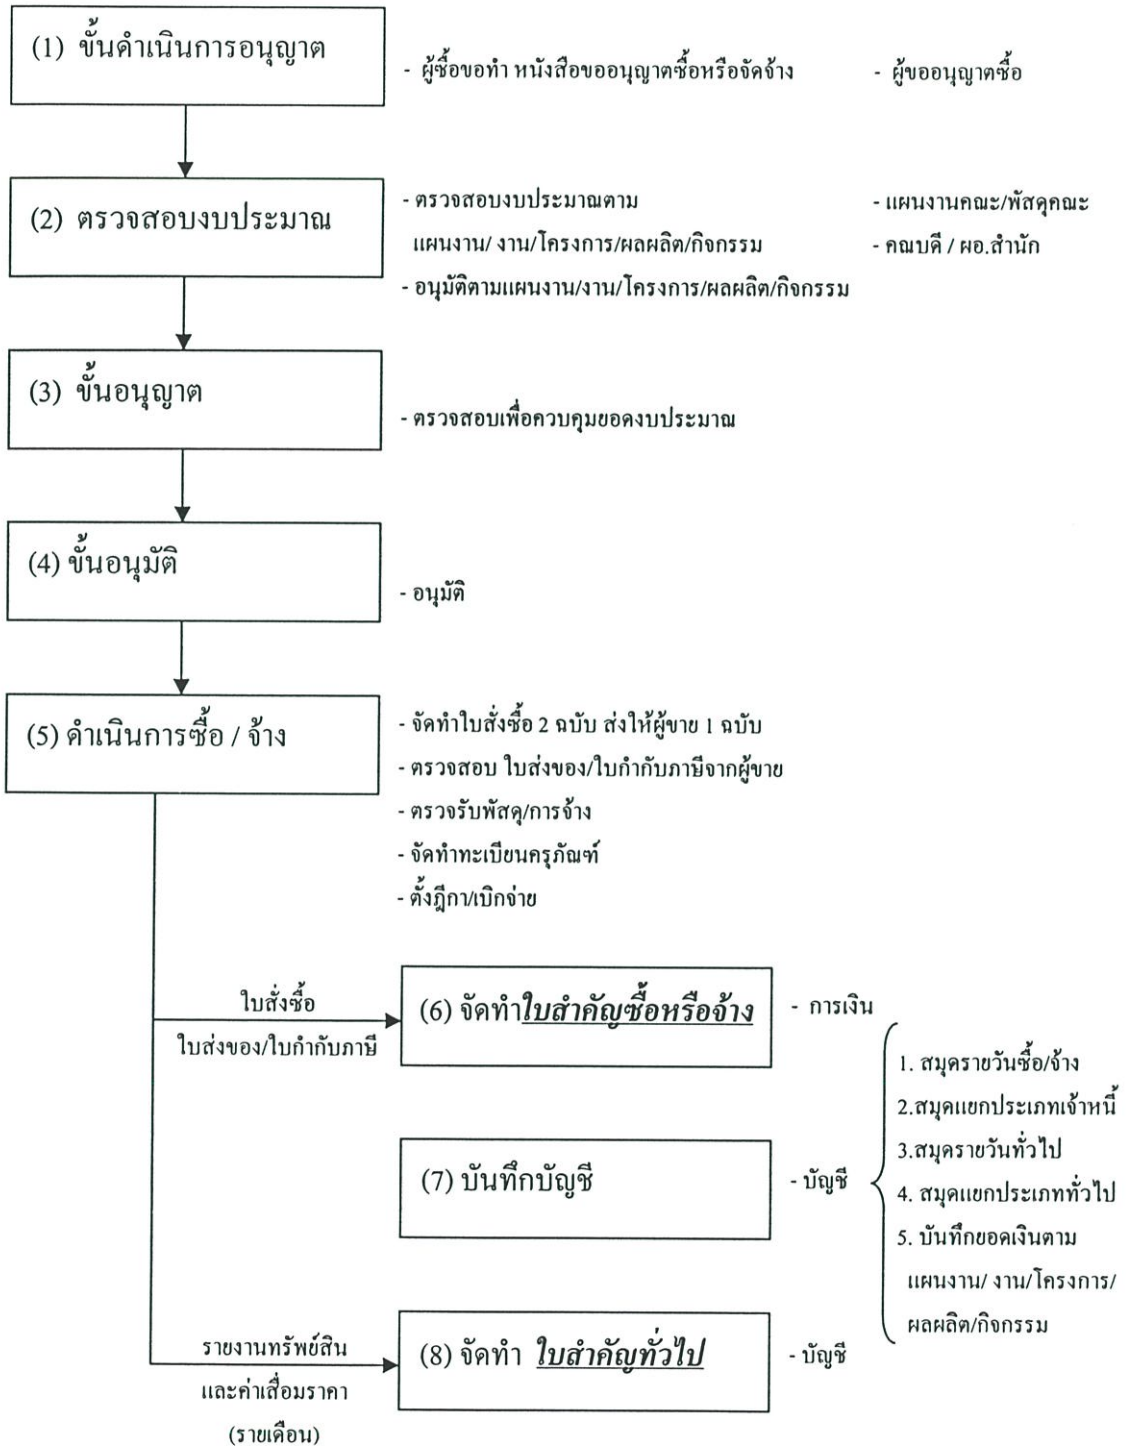 (1) ขั้นดำเนินการอนุญาต
- ผู้ซื้อขอทำ หนังสือขออนุญาตซื้อหรือจัดจ้าง
- ผู้ขออนุญาตซื้อ
(2) ตรวจสอบงบประมาณ
- ตรวจสอบงบประมาณตาม
แผนงาน/ งาน/โครงการ/ผลผลิต/กิจกรรม
- อนุมัติตามแผนงาน/งาน/โครงการ/ผลผลิต/กิจกรรม
- แผนงานคณะ/พัสดุคณะ
- คณบดี / ผอ.สำนัก
(3) ขั้นอนุญาต
- ตรวจสอบเพื่อควบคุมยอดงบประมาณ
(4) ขั้นอนุมัติ
- อนุมัติ
(5) ดำเนินการซื้อ / จ้าง
- จัดทำใบสั่งซื้อ 2 ฉบับ ส่งให้ผู้ขาย 1 ฉบับ
- ตรวจสอบ ใบส่งของ/ใบกำกับภาษีจากผู้ขาย
- ตรวจรับพัสดุ/การจ้าง
- จัดทำทะเบียนครุภัณฑ์
- ตั้งฎีกา/เบิกจ่าย
ใบสั่งซื้อ
ใบส่งของ/ใบกำกับภาษี
(6) จัดทำใบสำคัญซื้อหรือจ้าง
- การเงิน
(7) บันทึกบัญชี
- บัญชี
1. สมุดรายวันซื้อ/จ้าง
2.สมุดแยกประเภทเจ้าหนี้
3.สมุดรายวันทั่วไป
4. สมุดแยกประเภททั่วไป
5. บันทึกยอดเงินตาม
แผนงาน/ งาน/โครงการ/
ผลผลิต/กิจกรรม
รายงานทรัพย์สิน
และค่าเสื่อมราคา
(รายเดือน)
(8) จัดทำ ใบสำคัญทั่วไป
- บัญชี